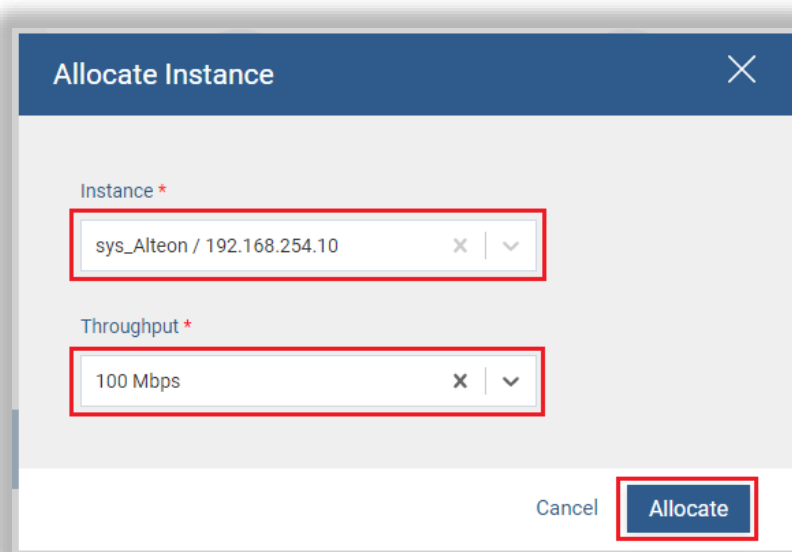 Allocate Instance
Instance *
sys_Alteon / 192.168.254.10
Throughput *
100 Mbps
Cancel Allocate